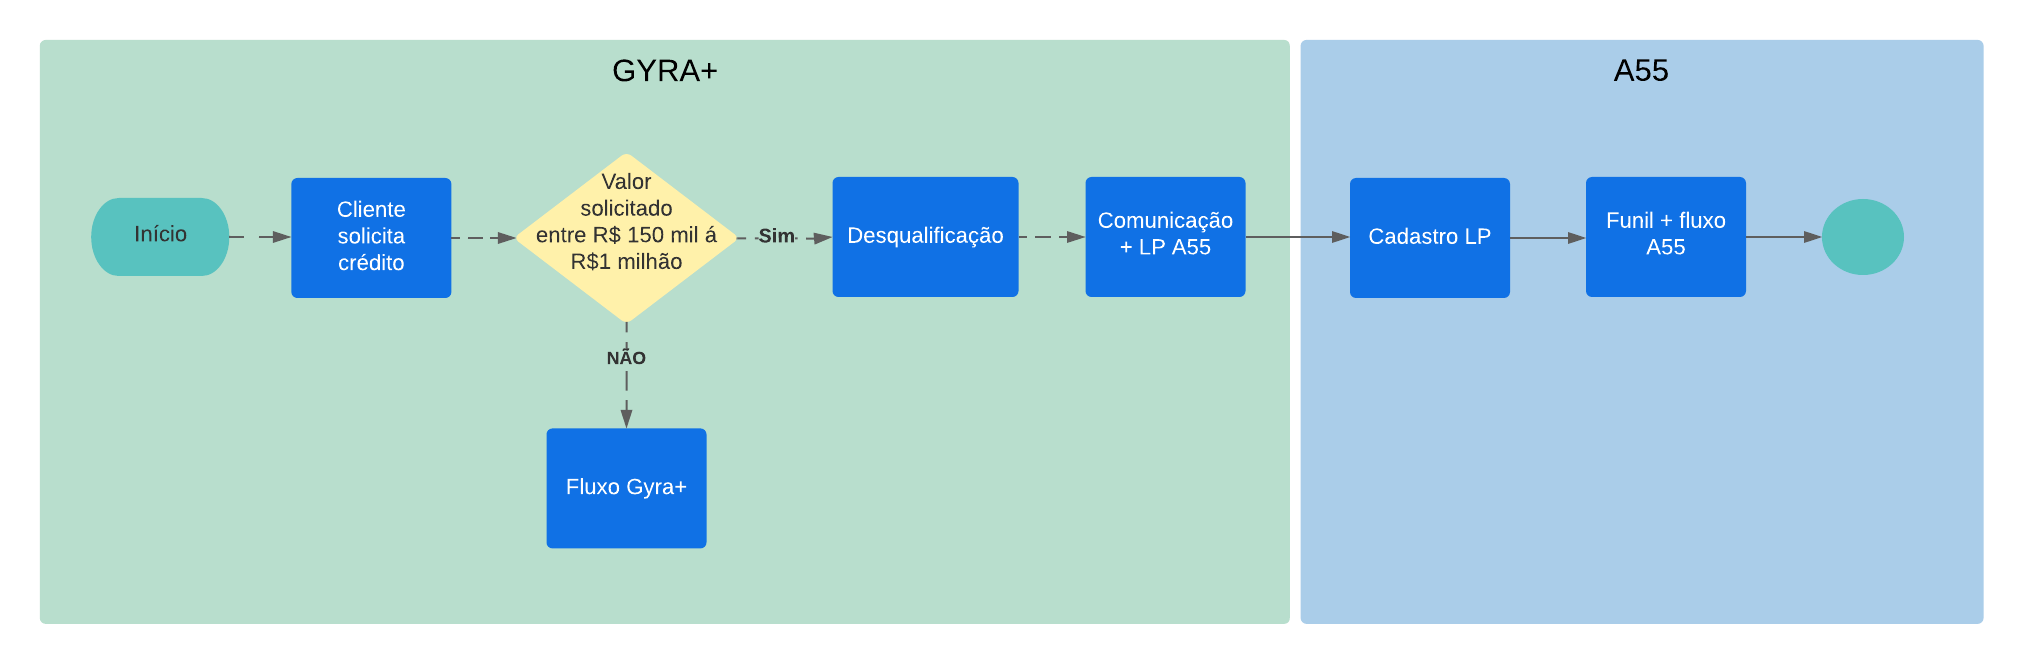 GYRA+
A55
Início
Cliente
solicita
crédito
Valor
solicitado
entre R$ 150 mil á
R$1 milhão
Sim
Desqualificação
Comunicação
+ LP A55
Cadastro LP
Funil + fluxo
A55
NÃO
Fluxo Gyra+